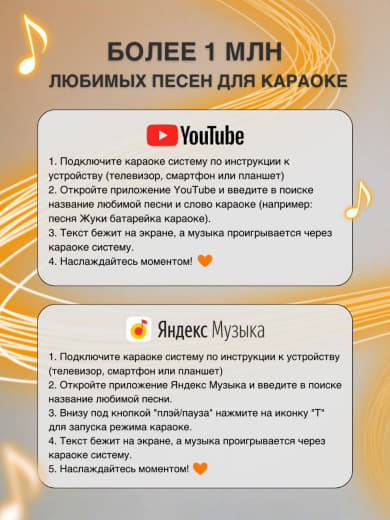 БОЛЕЕ 1 МЛН
ЛЮБИМЫХ ПЕСЕН ДЛЯ КАРАОКЕ
YouTube
1. Подключите караоке систему по инструкции к
устройству (телевизор, смартфон или планшет)
2. Откройте приложение YouTube и введите в поиске
название любимой песни и слово караоке (например:
песня Жуки батарейка караоке).
3. Текст бежит на экране, а музыка проигрывается через
караоке систему.
4. Наслаждайтесь моментом! 🧡
Яндекс Музыка
1. Подключите караоке систему по инструкции к устройству
(телевизор, смартфон или планшет)
2. Откройте приложение Яндекс Музыка и введите в поиске
название любимой песни.
3. Внизу под кнопкой "плэй/пауза" нажмите на иконку "Т"
для запуска режима караоке.
4. Текст бежит на экране, а музыка проигрывается через
караоке систему.
5. Наслаждайтесь моментом! 🧡